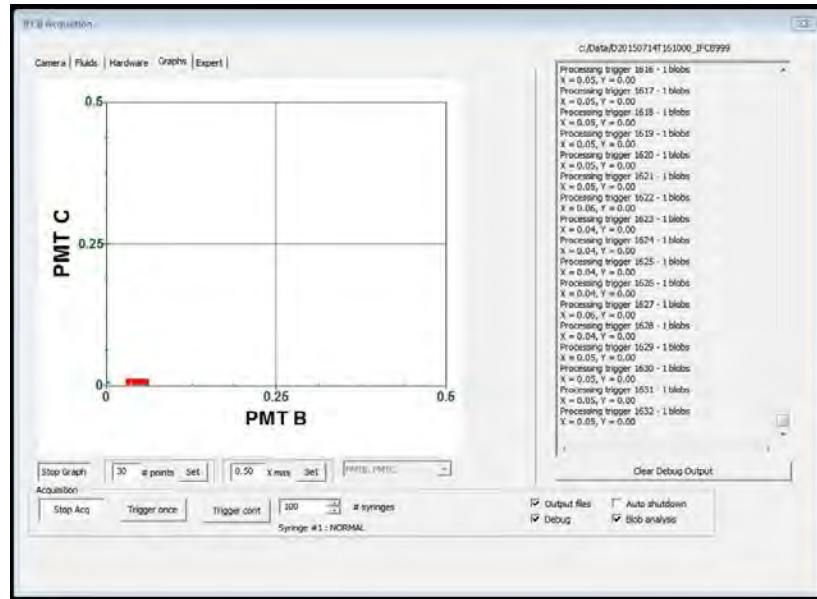 IFCB Acquisition
c:/Data/D20150714T161000_IFCB999
Camera Fluids Hardware Graphs Expert
0.5
PMT C
0.25
0
0 0.25 0.5
PMT B
Processing trigger 1616 - 1 blobs
X = 0.05, Y = 0.00
Processing trigger 1617 - 1 blobs
X = 0.05, Y = 0.00
Processing trigger 1618 - 1 blobs
X = 0.05, Y = 0.00
Processing trigger 1619 - 1 blobs
X = 0.05, Y = 0.00
Processing trigger 1620 - 1 blobs
X = 0.05, Y = 0.00
Processing trigger 1621 - 1 blobs
X = 0.05, Y = 0.00
Processing trigger 1622 - 1 blobs
X = 0.06, Y = 0.00
Processing trigger 1623 - 1 blobs
X = 0.04, Y = 0.00
Processing trigger 1624 - 1 blobs
X = 0.04, Y = 0.00
Processing trigger 1625 - 1 blobs
X = 0.04, Y = 0.00
Processing trigger 1626 - 1 blobs
X = 0.04, Y = 0.00
Processing trigger 1627 - 1 blobs
X = 0.06, Y = 0.00
Processing trigger 1628 - 1 blobs
X = 0.04, Y = 0.00
Processing trigger 1629 - 1 blobs
X = 0.05, Y = 0.00
Processing trigger 1630 - 1 blobs
X = 0.05, Y = 0.00
Processing trigger 1631 - 1 blobs
X = 0.05, Y = 0.00
Processing trigger 1632 - 1 blobs
X = 0.05, Y = 0.00
Stop Graph 30 # points Set 0.50 X max Set PMTB, PMTC
Clear Debug Output
Acquisition
Stop Acq Trigger once Trigger cont 100 # syringes
Syringe #1 : NORMAL
Output files Auto shutdown
Debug Blob analysis